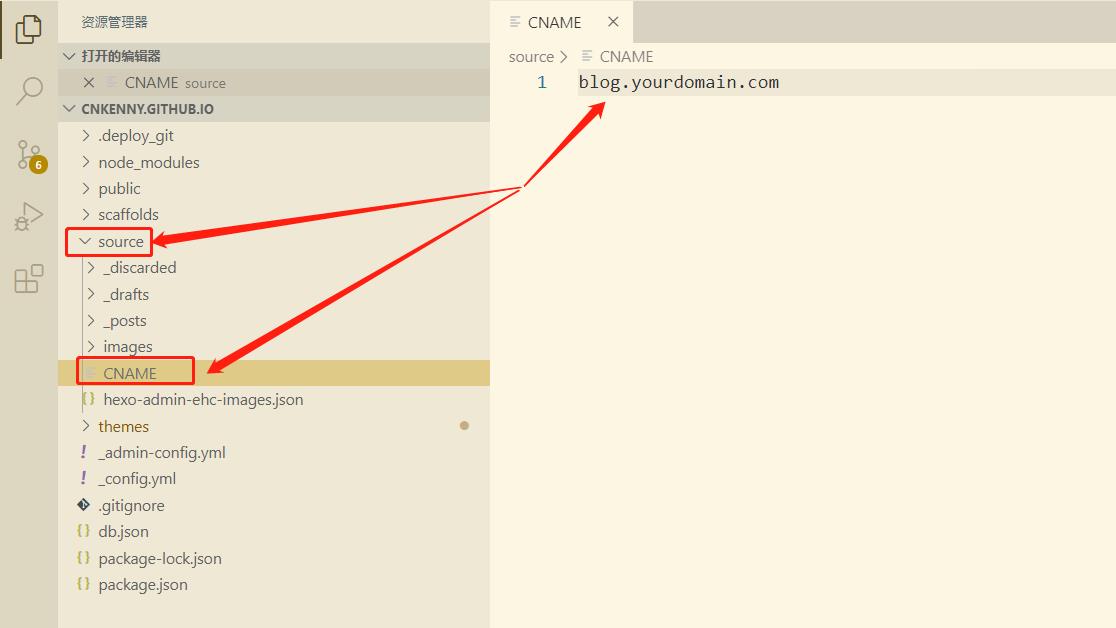 资源管理器
打开的编辑器
CNAME source
CNKENNY.GITHUB.IO
.deploy_git
node_modules
public
scaffolds
source
_discarded
_drafts
_posts
images
CNAME
hexo-admin-ehc-images.json
themes
_admin-config.yml
_config.yml
.gitignore
db.json
package-lock.json
package.json
6
CNAME
source > CNAME
1 blog.yourdomain.com